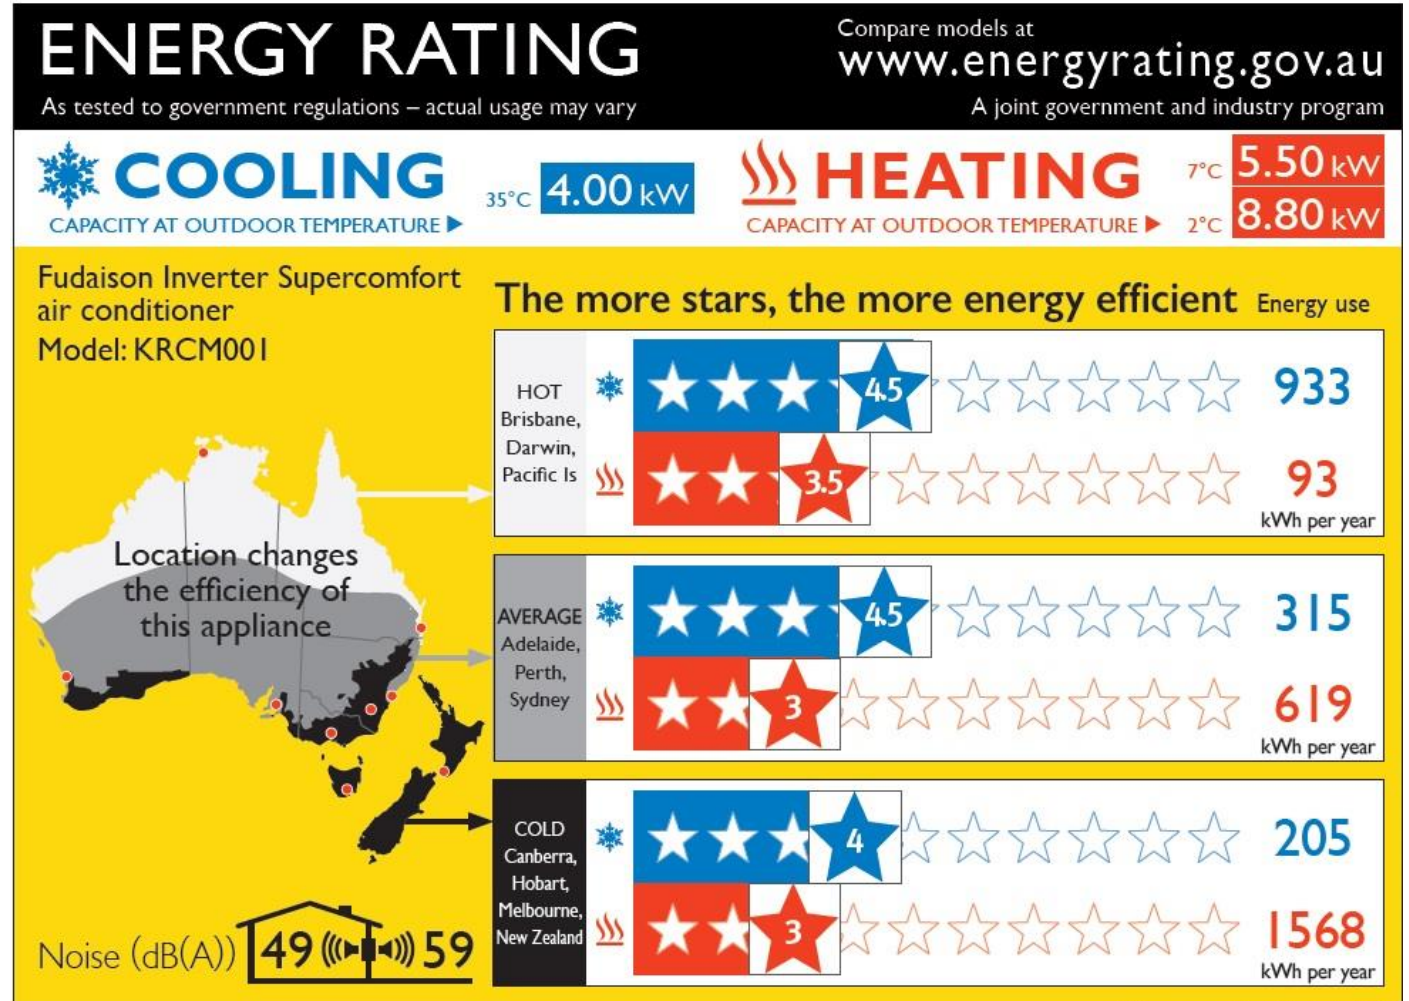 ENERGY RATING
As tested to government regulations – actual usage may vary
Compare models at
www.energyrating.gov.au
A joint government and industry program
COOLING
CAPACITY AT OUTDOOR TEMPERATURE ▶
35°C 4.00 kW
HEATING
CAPACITY AT OUTDOOR TEMPERATURE ▶
7°C 5.50 kW
2°C 8.80 kW
Fudaison Inverter Supercomfort
air conditioner
Model: KRCM001
The more stars, the more energy efficient Energy use
Location changes
the efficiency of
this appliance
HOT
Brisbane,
Darwin,
Pacific Is
4.5 933
3.5 93
kWh per year
AVERAGE
Adelaide,
Perth,
Sydney
4.5 315
3 619
kWh per year
COLD
Canberra,
Hobart,
Melbourne,
New Zealand
4 205
3 1568
kWh per year
Noise (dB(A)) 49 59